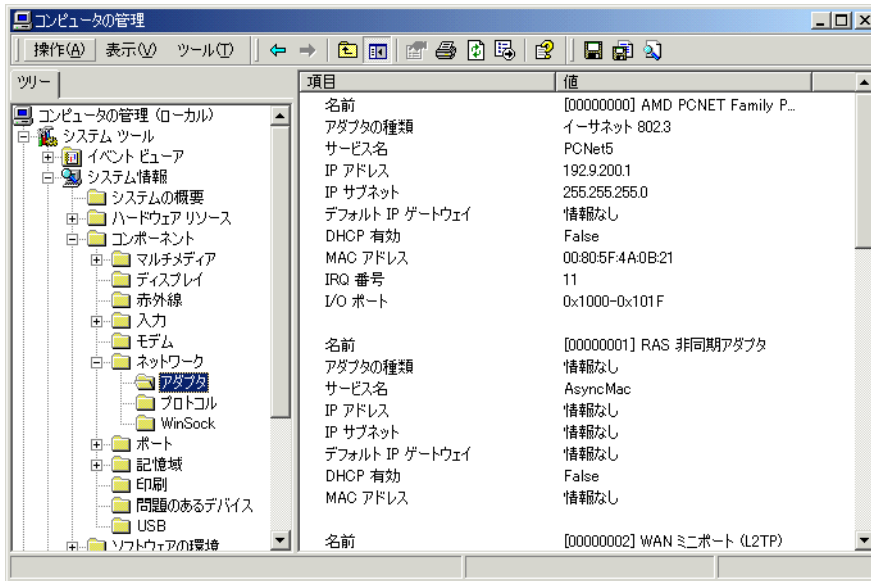 コンピュータの管理
操作(A) 表示(V) ツール(T)
ツリー
コンピュータの管理 (ローカル)
システム ツール
イベント ビューア
システム情報
システムの概要
ハードウェア リソース
コンポーネント
マルチメディア
ディスプレイ
赤外線
入力
モデム
ネットワーク
アダプタ
プロトコル
WinSock
ポート
記憶域
印刷
問題のあるデバイス
USB
ソフトウェアの環境
項目 値
名前 [00000000] AMD PCNET Family P...
アダプタの種類 イーサネット 802.3
サービス名 PCNet5
IP アドレス 192.9.200.1
IP サブネット 255.255.255.0
デフォルト IP ゲートウェイ 情報なし
DHCP 有効 False
MAC アドレス 00:80:5F:4A:0B:21
IRQ 番号 11
I/O ポート 0x1000-0x101F
名前 [00000001] RAS 非同期アダプタ
アダプタの種類 情報なし
サービス名 AsyncMac
IP アドレス 情報なし
IP サブネット 情報なし
デフォルト IP ゲートウェイ 情報なし
DHCP 有効 False
MAC アドレス 情報なし
名前 [00000002] WAN ミニポート (L2TP)